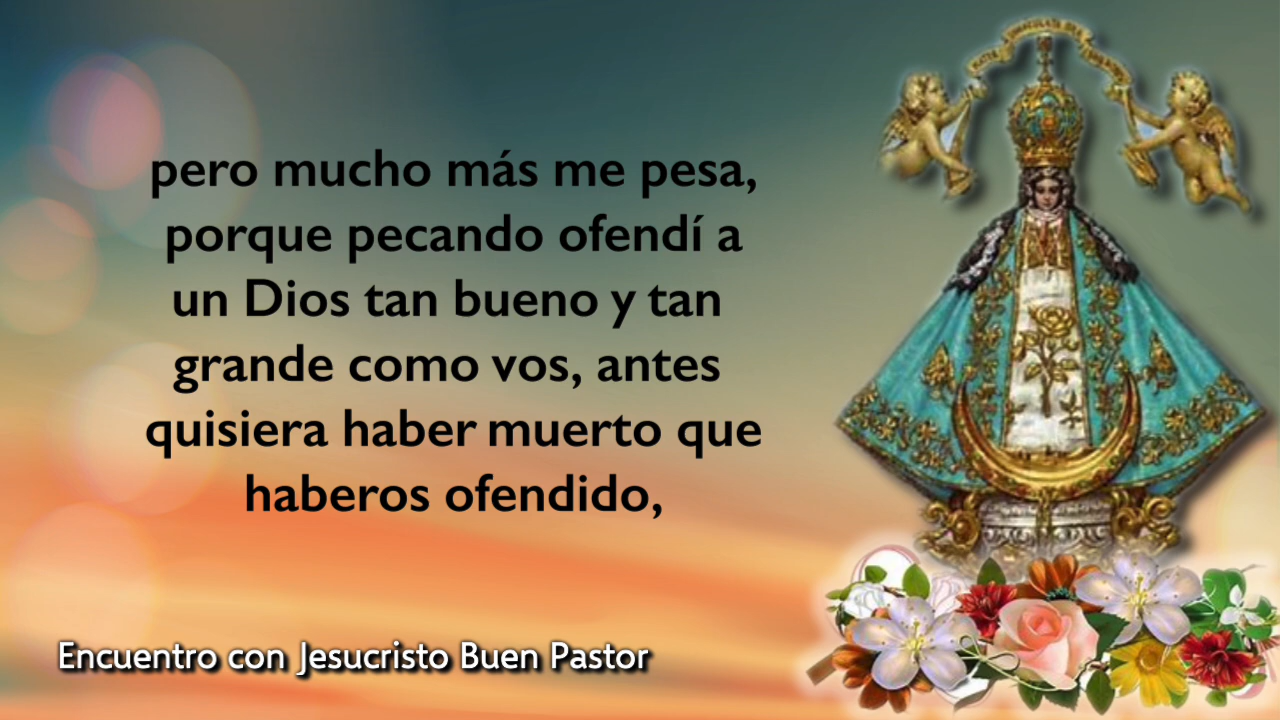 pero mucho más me pesa,
porque pecando ofendí a
un Dios tan bueno y tan
grande como vos, antes
quisiera haber muerto que
haberos ofendido,
Encuentro con Jesucristo Buen Pastor